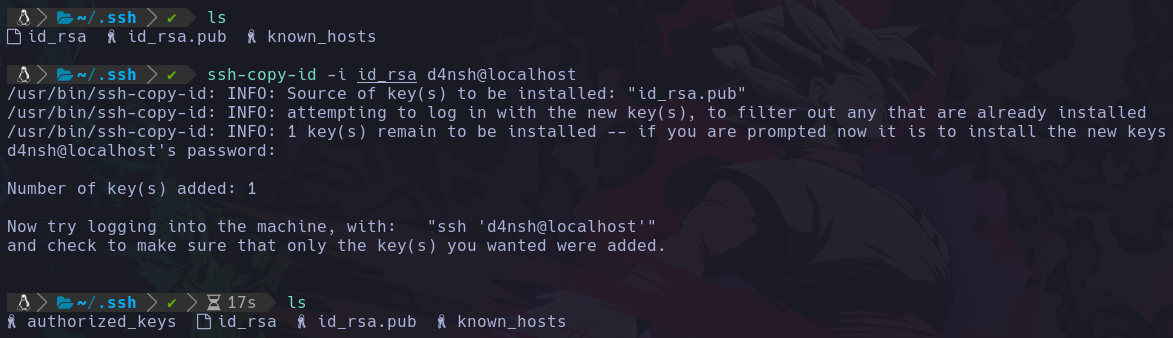 ~/.ssh ✔ ls
id_rsa id_rsa.pub known_hosts
~/.ssh ✔ ssh-copy-id -i id_rsa d4nsh@localhost
/usr/bin/ssh-copy-id: INFO: Source of key(s) to be installed: "id_rsa.pub"
/usr/bin/ssh-copy-id: INFO: attempting to log in with the new key(s), to filter out any that are already installed
/usr/bin/ssh-copy-id: INFO: 1 key(s) remain to be installed -- if you are prompted now it is to install the new keys
d4nsh@localhost's password:
Number of key(s) added: 1
Now try logging into the machine, with:   "ssh 'd4nsh@localhost'"
and check to make sure that only the key(s) you wanted were added.
~/.ssh ✔ 17s ls
authorized_keys id_rsa id_rsa.pub known_hosts